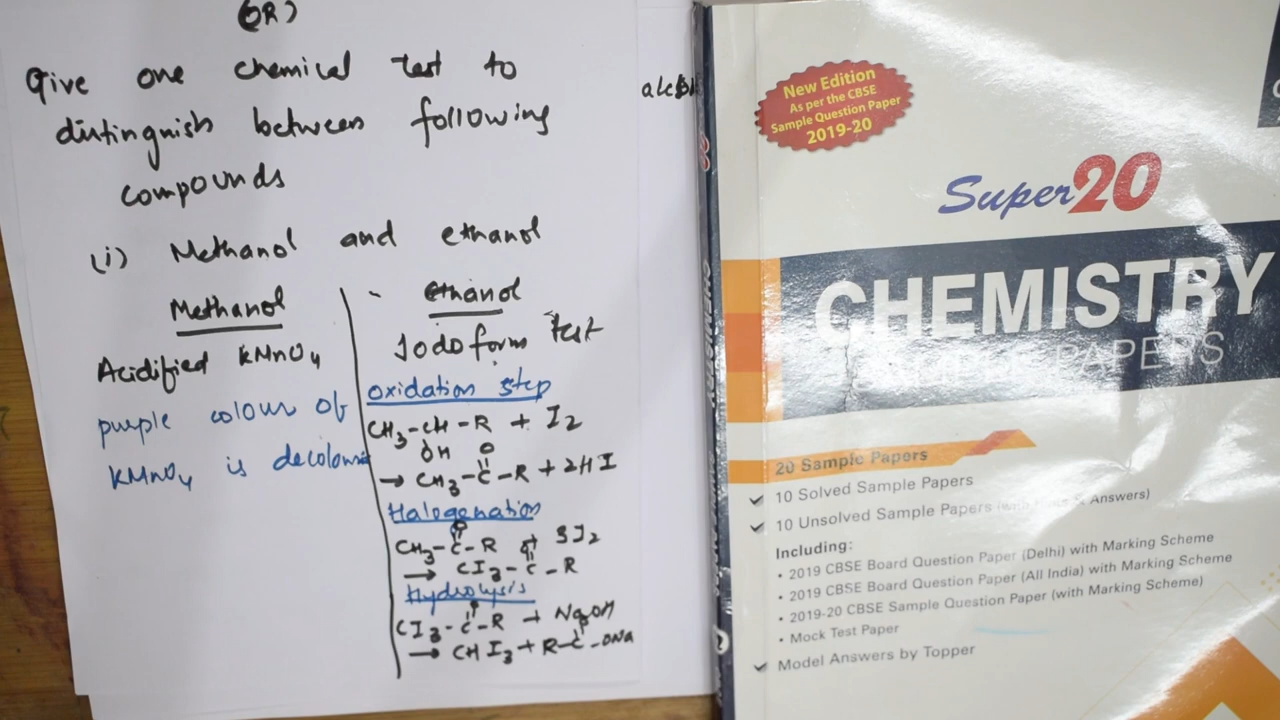 (OR)
Give one chemical test to
distinguish between following
compounds
(i) Methanol and ethanol
Methanol
Acidified KMnO4
purple colour of
KMnO4 is
ethanol
Iodoform test
oxidation step
CH3-CH-R + I2
OH
O
→ CH3-C-R + 2HI
Halogenation
O
CH3-C-R + 3I2
→ CI3-C-R
Hydrolysis
CI3-C-R + NaOH
→ CHI3 + R-C-ONa
New Edition
As per the CBSE
Sample Question Paper
2019-20
Super20
CHEMISTRY
SAMPLE PAPERS
20 Sample Papers
✓ 10 Solved Sample Papers
✓ 10 Unsolved Sample Papers (with Answers)
Including:
• 2019 CBSE Board Question Paper (Delhi) with Marking Scheme
• 2019 CBSE Board Question Paper (All India) with Marking Scheme
• 2019-20 CBSE Sample Question Paper (with Marking Scheme)
• Mock Test Paper
✓ Model Answers by Topper